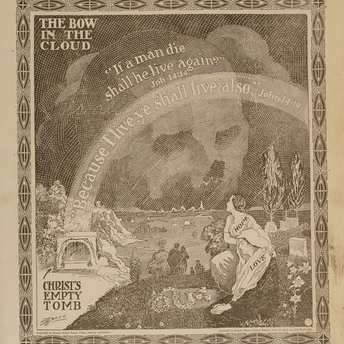 THE BOW
IN THE
CLOUD
"If a man die
shall he live again?"
Job 14:14.
"Because I live, ye shall live also."
John 14:19
HOPE
LOVE
CHRIST'S
EMPTY
TOMB